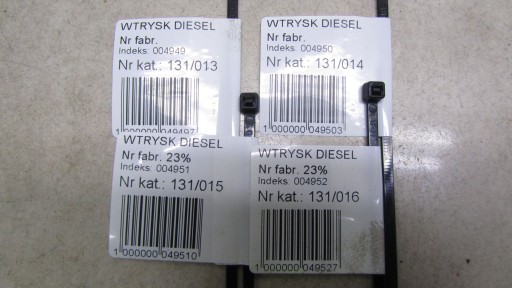 WTRYSK DIESEL
Nr fabr.
Indeks: 004949
Nr kat.: 131/013
1 000000 049497
WTRYSK DIESEL
Nr fabr.
Indeks: 004950
Nr kat.: 131/014
1 000000 049503
WTRYSK DIESEL
Nr fabr. 23%
Indeks: 004951
Nr kat.: 131/015
1 000000 049510
WTRYSK DIESEL
Nr fabr. 23%
Indeks: 004952
Nr kat.: 131/016
1 000000 049527